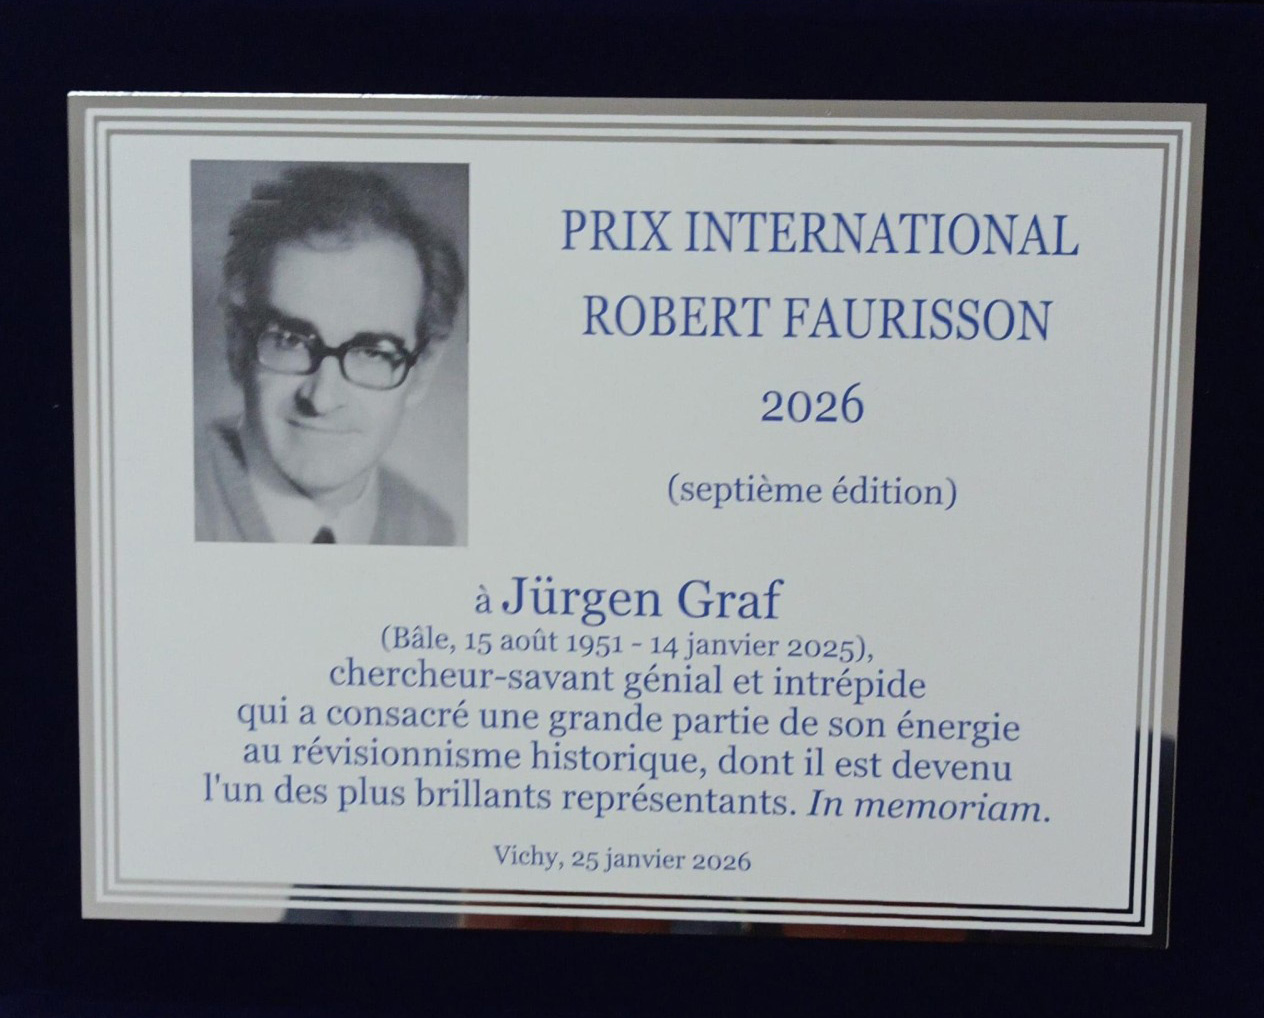 PRIX INTERNATIONAL
ROBERT FAURISSON
2026
(septième édition)
à Jürgen Graf
(Bâle, 15 août 1951 - 14 janvier 2025),
chercheur-savant génial et intrépide
qui a consacré une grande partie de son énergie
au révisionnisme historique, dont il est devenu
l'un des plus brillants représentants. In memoriam.
Vichy, 25 janvier 2026